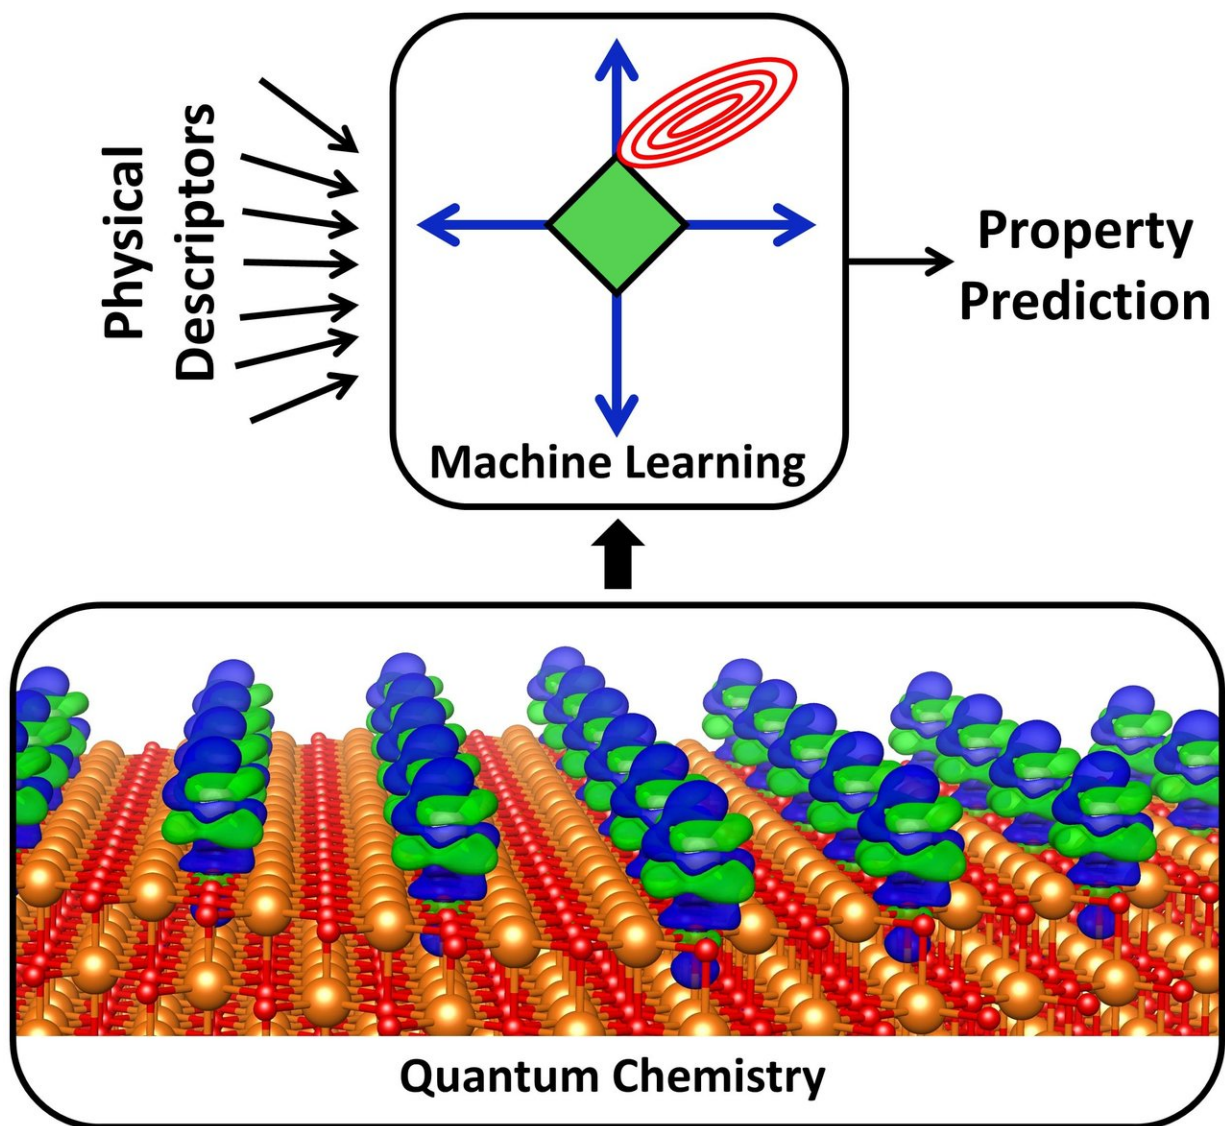 Physical
Descriptors
Machine Learning
Property
Prediction
Quantum Chemistry